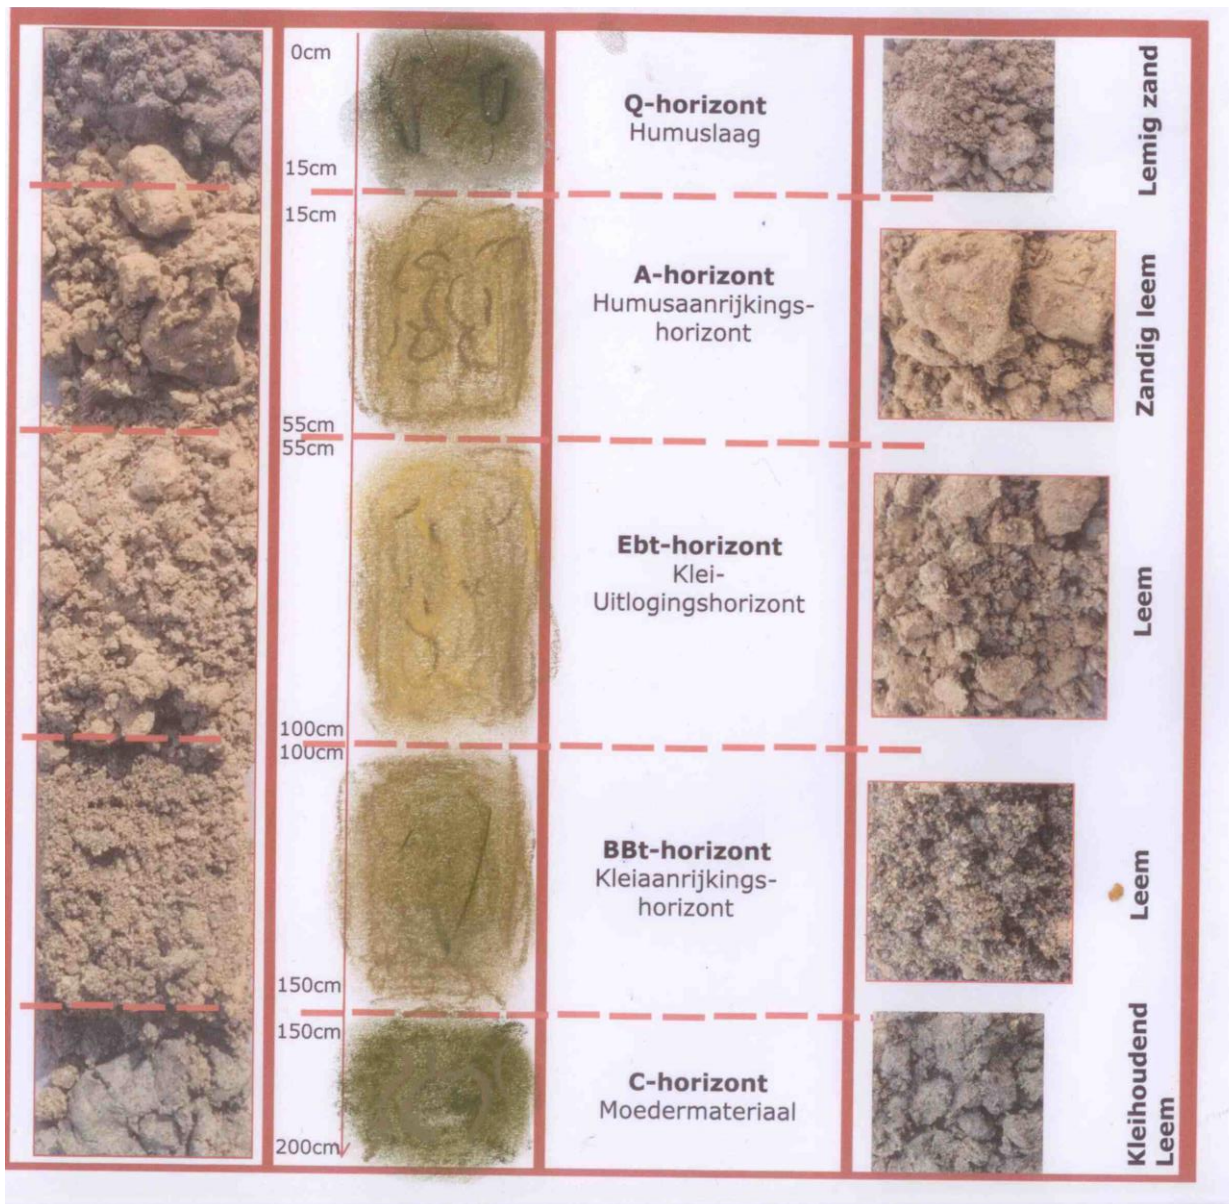 0cm
Q-horizont
Humuslaag
Lemig zand
15cm
15cm
A-horizont
Humusaanrijkings-
horizont
Zandig leem
55cm
55cm
Ebt-horizont
Klei-
Uitlogingshorizont
Leem
100cm
100cm
BBt-horizont
Kleiaanrijkings-
horizont
Leem
150cm
150cm
C-horizont
Moedermateriaal
Kleihoudend
Leem
200cm